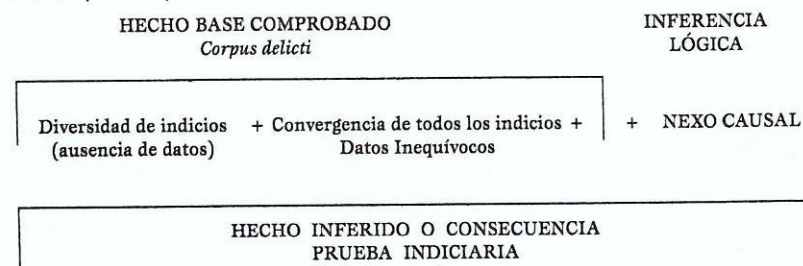 HECHO BASE COMPROBADO
Corpus delicti
INFERENCIA
LÓGICA
Diversidad de indicios + Convergencia de todos los indicios + + NEXO CAUSAL
(ausencia de datos) Datos Inequívocos
HECHO INFERIDO O CONSECUENCIA
PRUEBA INDICIARIA